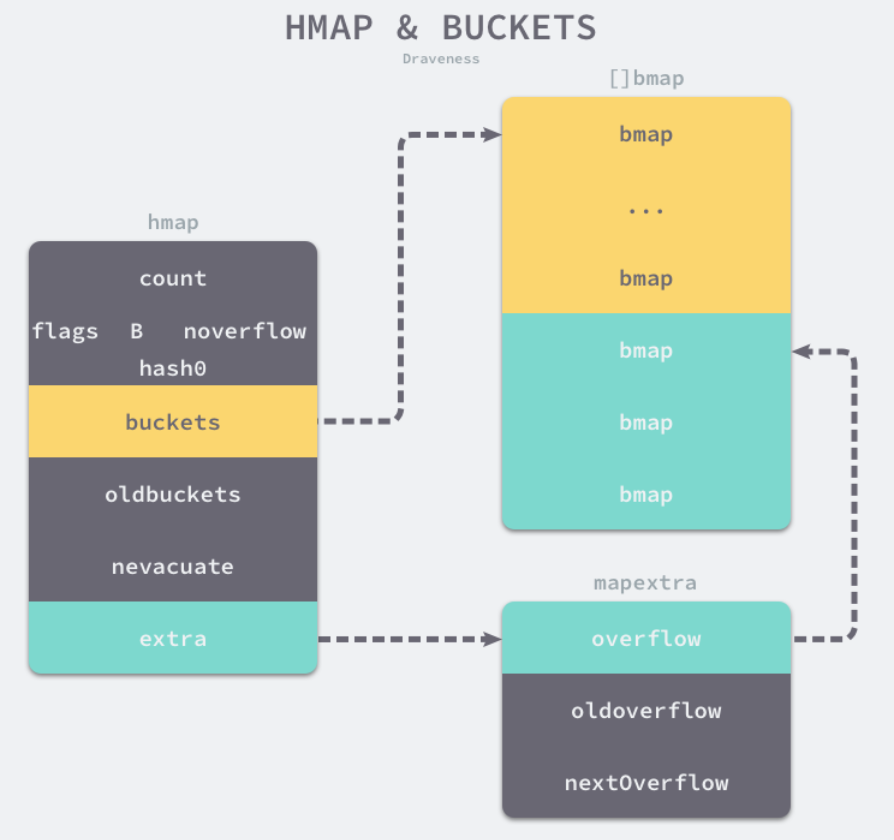 HMAP & BUCKETS
Draveness
[]bmap
bmap
...
bmap
bmap
bmap
bmap
hmap
count
flags B noverflow
hash0
buckets
oldbuckets
nevacuate
extra
mapextra
overflow
oldoverflow
nextOverflow